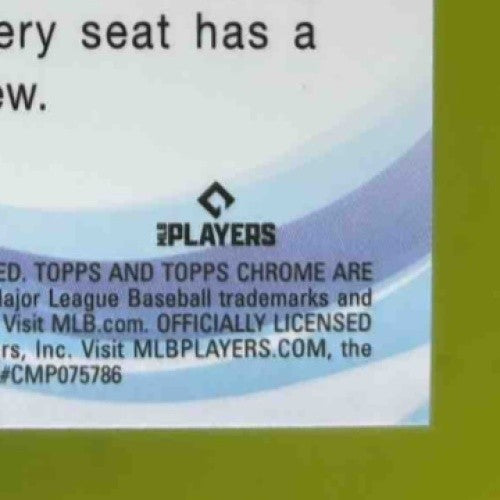 ery seat has a
ew.
MLB PLAYERS
ED. TOPPS AND TOPPS CHROME ARE
ajor League Baseball trademarks and
Visit MLB.com. OFFICIALLY LICENSED
rs, Inc. Visit MLBPLAYERS.COM, the
#CMP075786